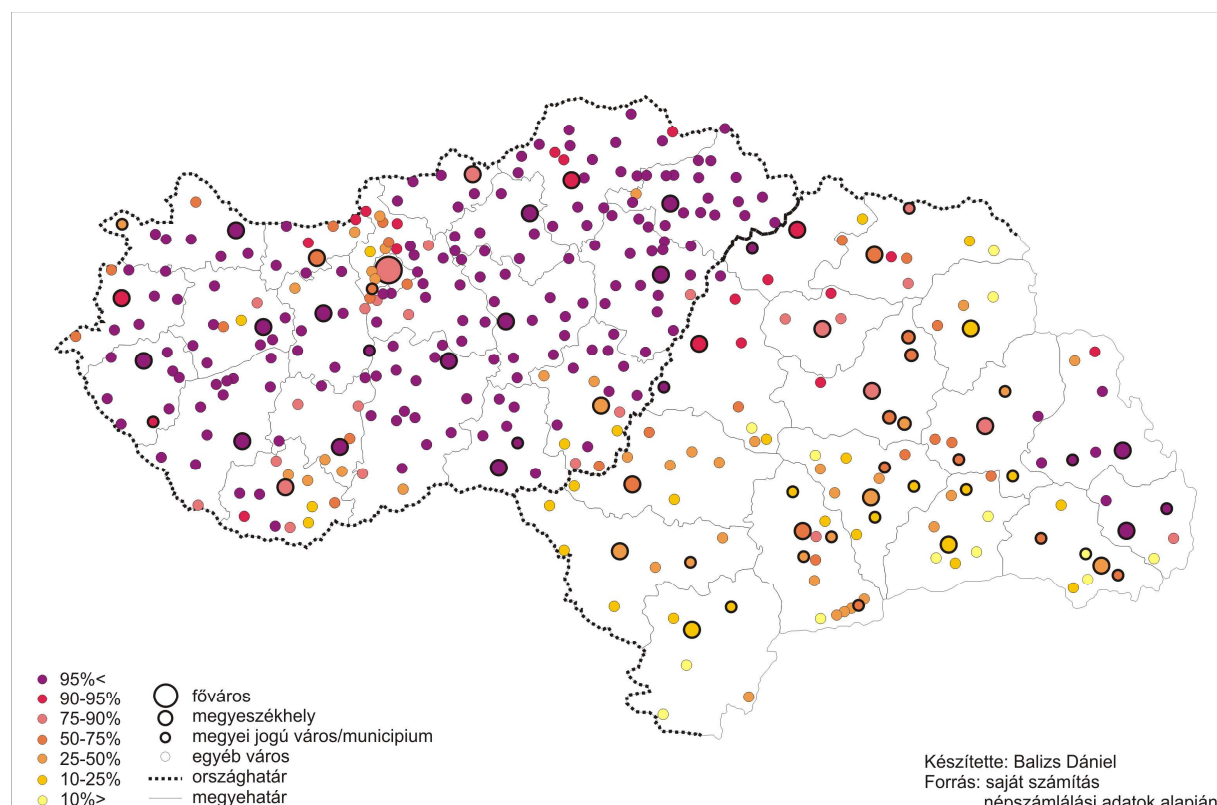 95%<
90-95%
75-90%
50-75%
25-50%
10-25%
10%>
főváros
megyeszékhely
megyei jogú város/municipium
egyéb város
országhatár
megyehatár
Készítette: Balizs Dániel
Forrás: saját számítás
népszámlálási adatok alapján